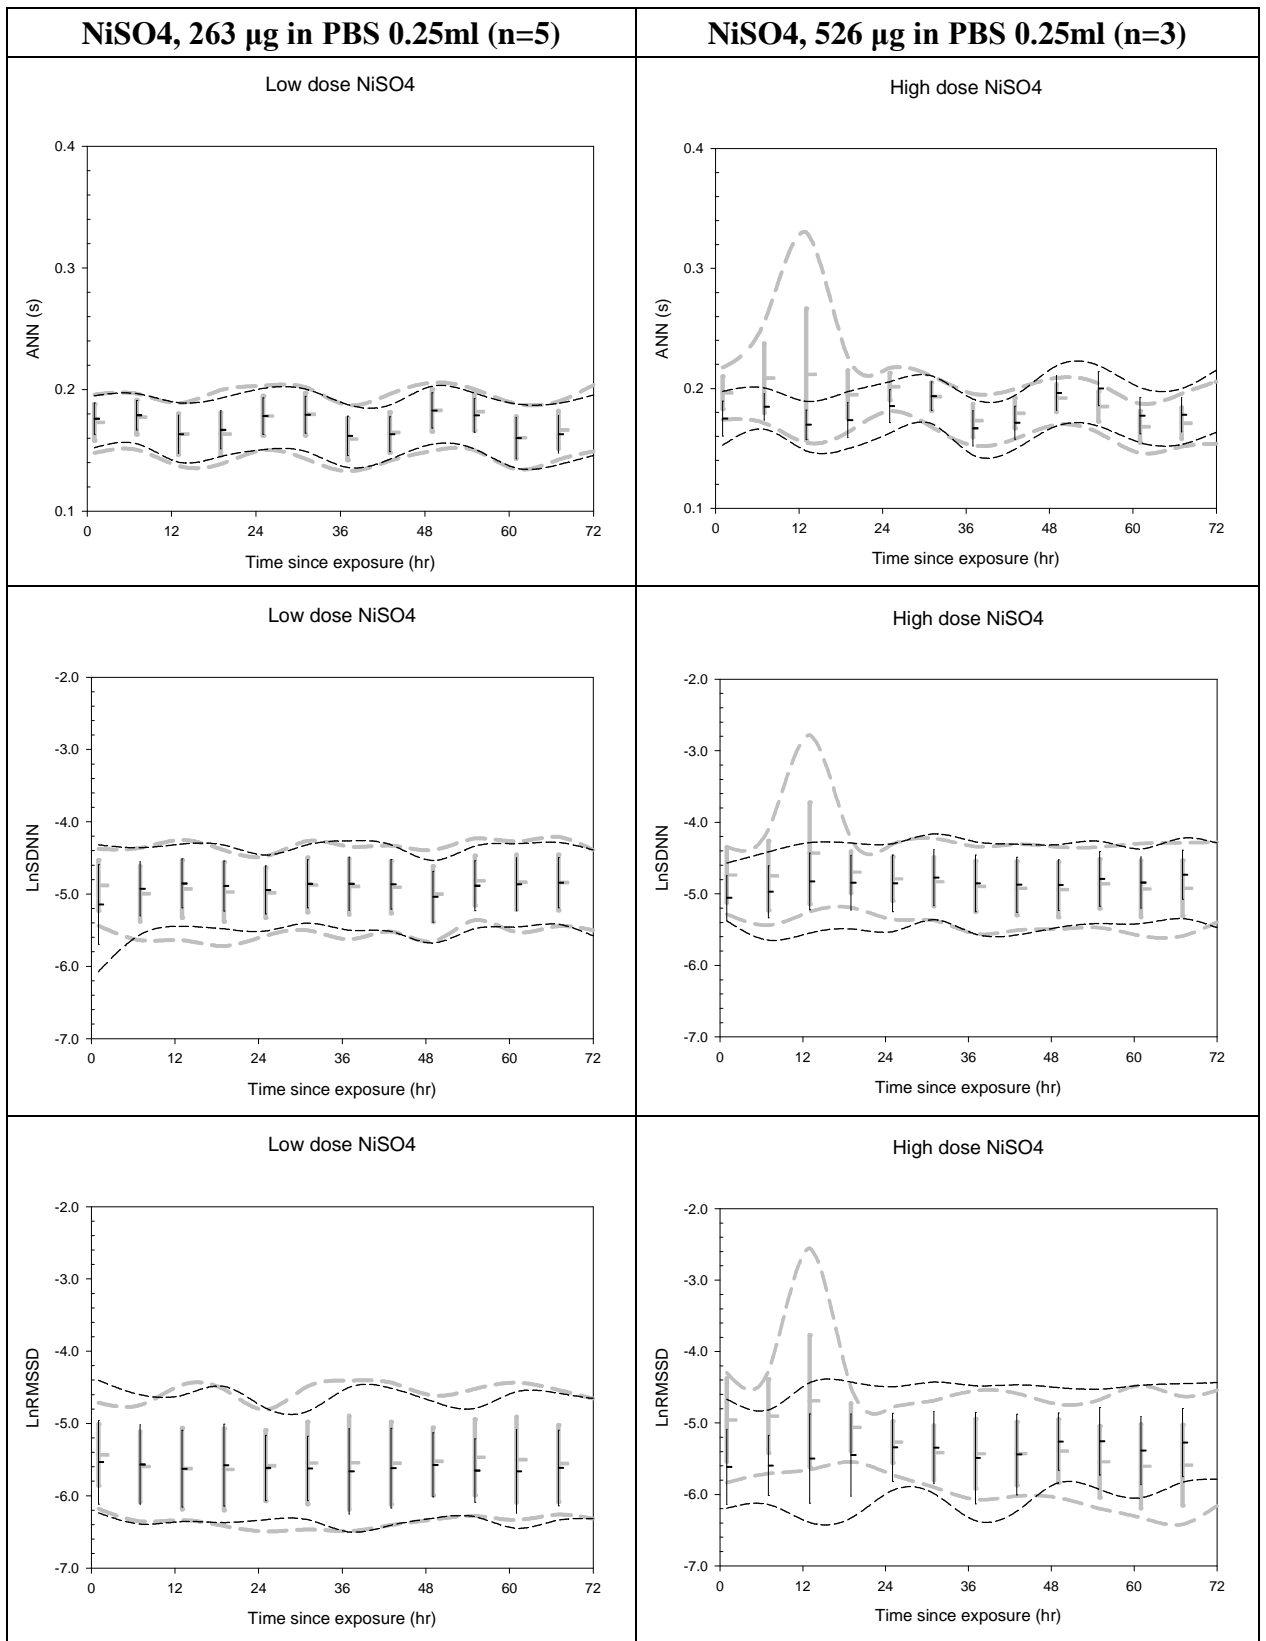 NiSO4, 263 µg in PBS 0.25ml (n=5)
NiSO4, 526 µg in PBS 0.25ml (n=3)
Low dose NiSO4
0.4
0.3
0.2
0.1
ANN (s)
0 12 24 36 48 60 72
Time since exposure (hr)
High dose NiSO4
0.4
0.3
0.2
0.1
ANN (s)
0 12 24 36 48 60 72
Time since exposure (hr)
Low dose NiSO4
-2.0
-3.0
-4.0
-5.0
-6.0
-7.0
LnSDNN
0 12 24 36 48 60 72
Time since exposure (hr)
High dose NiSO4
-2.0
-3.0
-4.0
-5.0
-6.0
-7.0
LnSDNN
0 12 24 36 48 60 72
Time since exposure (hr)
Low dose NiSO4
-2.0
-3.0
-4.0
-5.0
-6.0
-7.0
LnRMSSD
0 12 24 36 48 60 72
Time since exposure (hr)
High dose NiSO4
-2.0
-3.0
-4.0
-5.0
-6.0
-7.0
LnRMSSD
0 12 24 36 48 60 72
Time since exposure (hr)